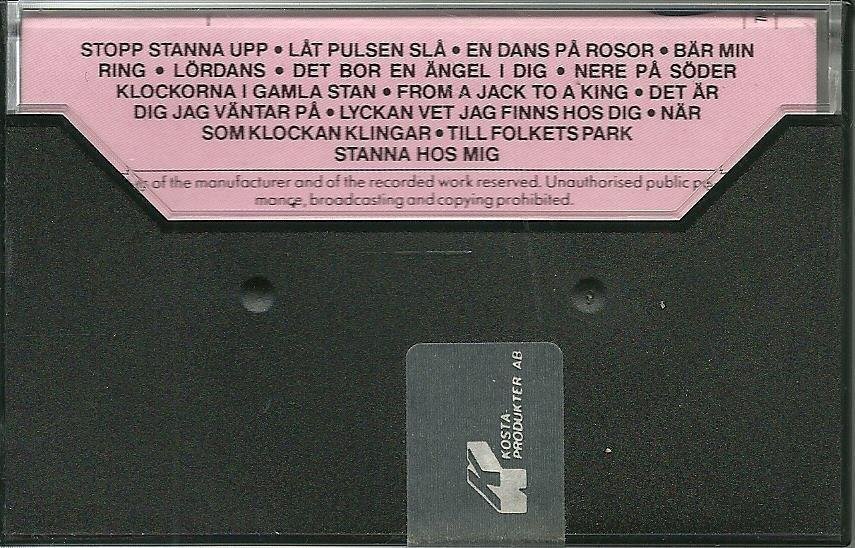 STOPP STANNA UPP • LÅT PULSEN SLÅ • EN DANS PÅ ROSOR • BÄR MIN
RING • LÖRDANS • DET BOR EN ÄNGEL I DIG • NERE PÅ SÖDER
KLOCKORNA I GAMLA STAN • FROM A JACK TO A KING • DET ÄR
DIG JAG VÄNTAR PÅ • LYCKAN VET JAG FINNS HOS DIG • NÄR
SOM KLOCKAN KLINGAR • TILL FOLKETS PARK
STANNA HOS MIG
of the manufacturer and of the recorded work reserved. Unauthorised public
mance, broadcasting and copying prohibited.
KOSTA-
PRODUKTER AB